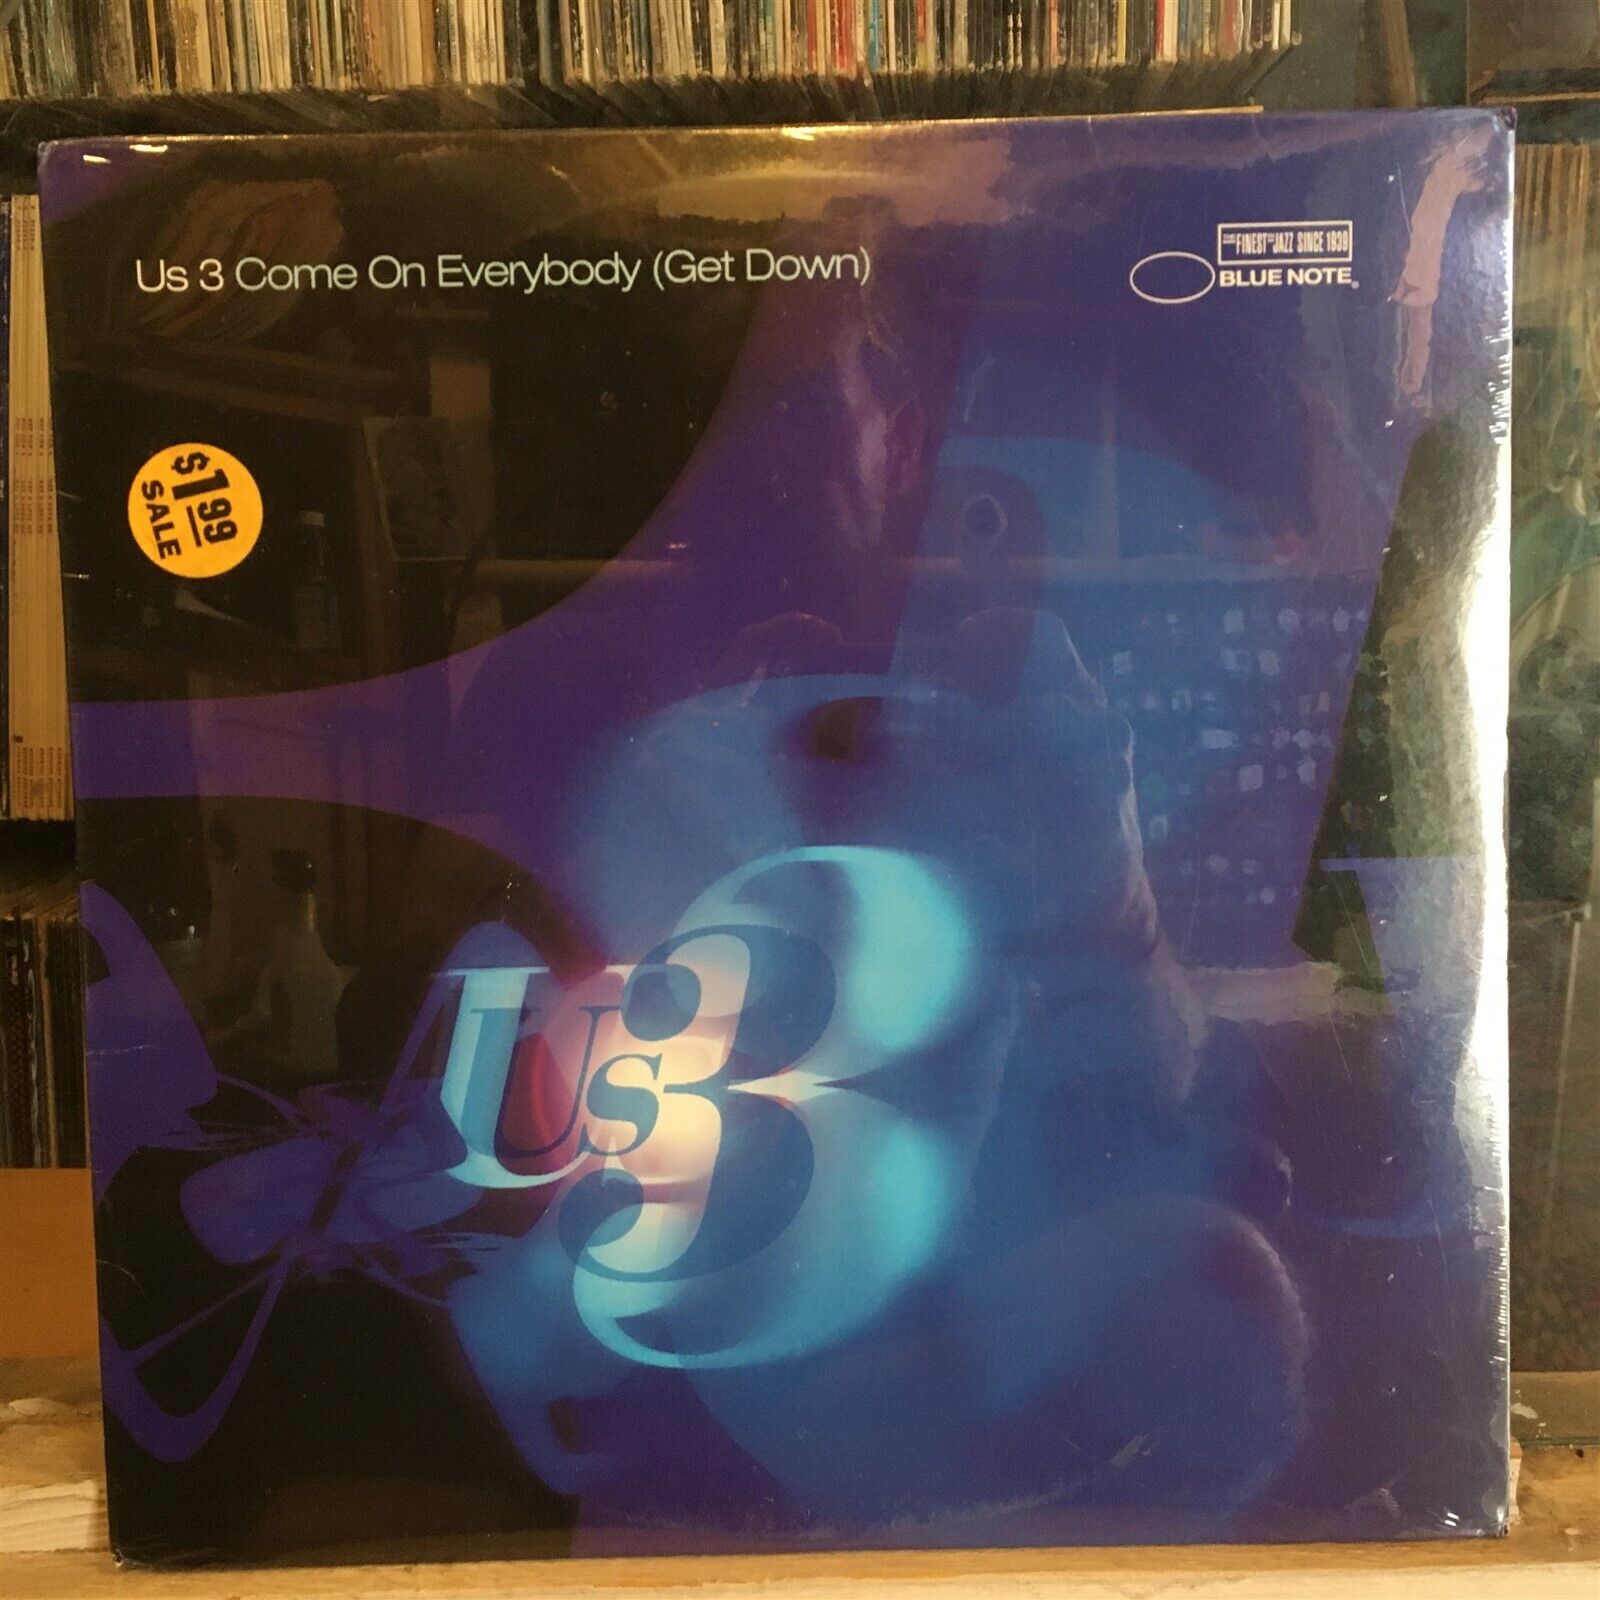 Us 3 Come On Everybody (Get Down)
THE FINEST IN JAZZ SINCE 1939
BLUE NOTE®
$1.99
SALE
Us3